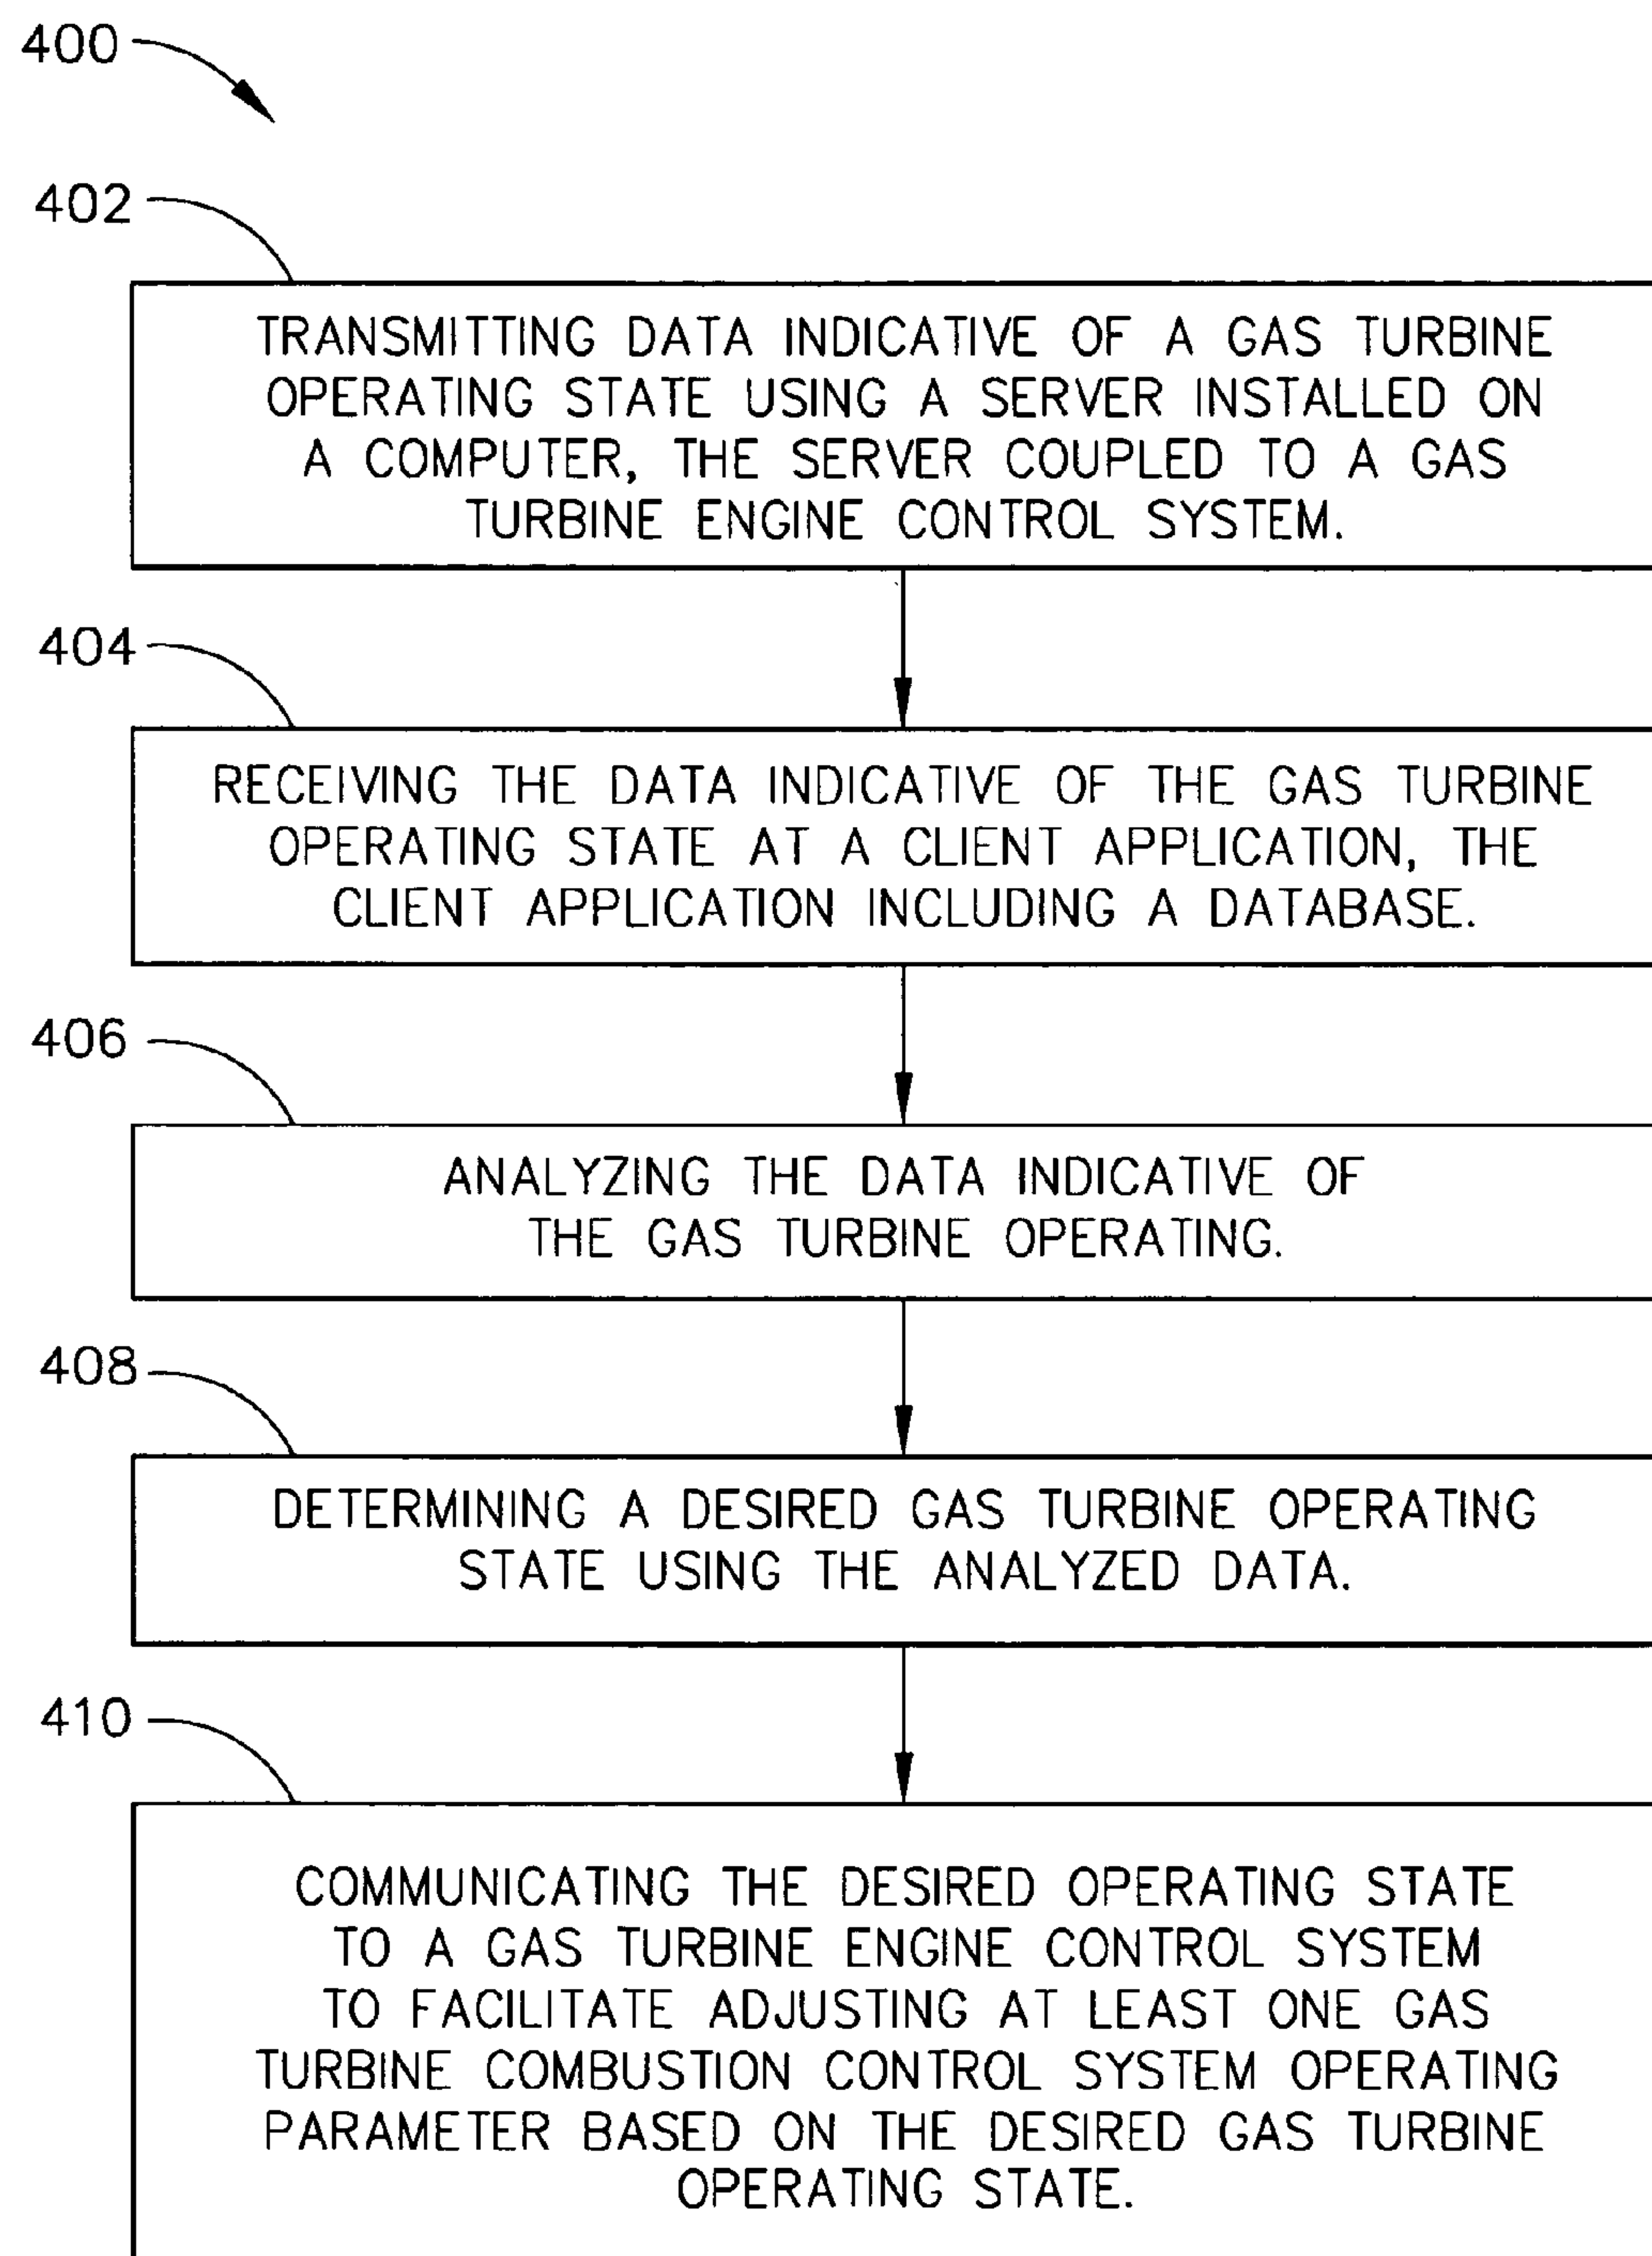 400
402
TRANSMITTING DATA INDICATIVE OF A GAS TURBINE
OPERATING STATE USING A SERVER INSTALLED ON
A COMPUTER, THE SERVER COUPLED TO A GAS
TURBINE ENGINE CONTROL SYSTEM.
404
RECEIVING THE DATA INDICATIVE OF THE GAS TURBINE
OPERATING STATE AT A CLIENT APPLICATION, THE
CLIENT APPLICATION INCLUDING A DATABASE.
406
ANALYZING THE DATA INDICATIVE OF
THE GAS TURBINE OPERATING.
408
DETERMINING A DESIRED GAS TURBINE OPERATING
STATE USING THE ANALYZED DATA.
410
COMMUNICATING THE DESIRED OPERATING STATE
TO A GAS TURBINE ENGINE CONTROL SYSTEM
TO FACILITATE ADJUSTING AT LEAST ONE GAS
TURBINE COMBUSTION CONTROL SYSTEM OPERATING
PARAMETER BASED ON THE DESIRED GAS TURBINE
OPERATING STATE.